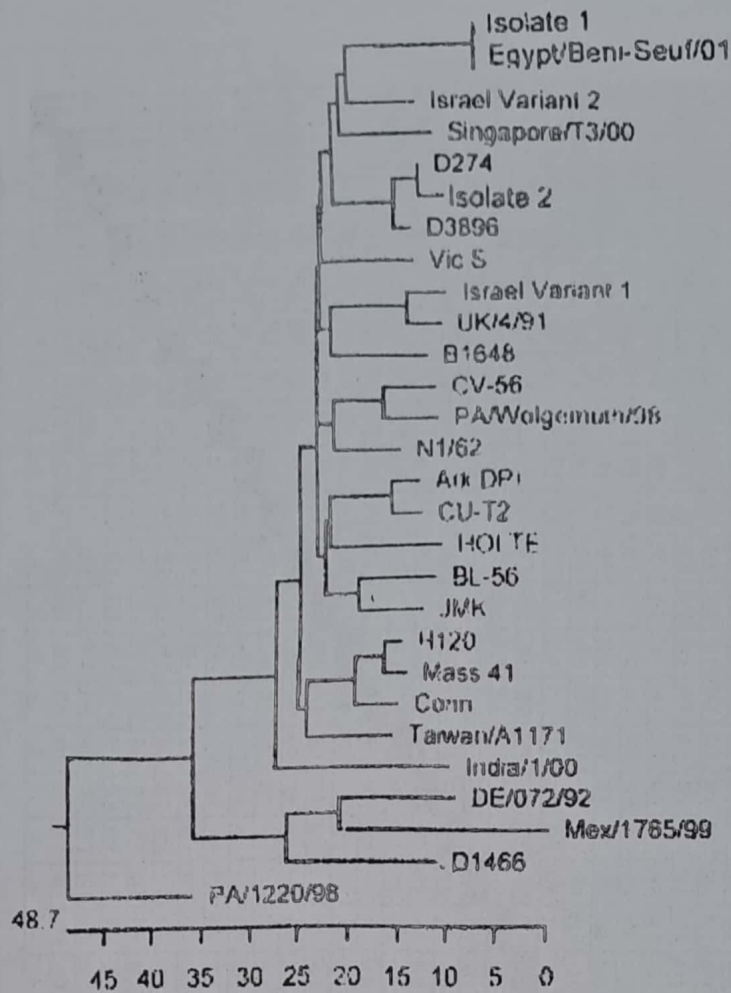 Isolate 1
Egypt/Beni-Seuf/01
Israel Variant 2
Singapore/T3/00
D274
Isolate 2
D3896
Vic S
Israel Variant 1
UK/4/91
B1648
CV-56
N1/62
Ark DPI
CU-T2
HOLTE
BL-56
JMK
H120
Mass 41
Conn
Taiwan/A1171
India/1/00
DE/072/92
Mex/1765/99
D1466
PA/1220/98
48.7
45 40 35 30 25 20 15 10 5 0